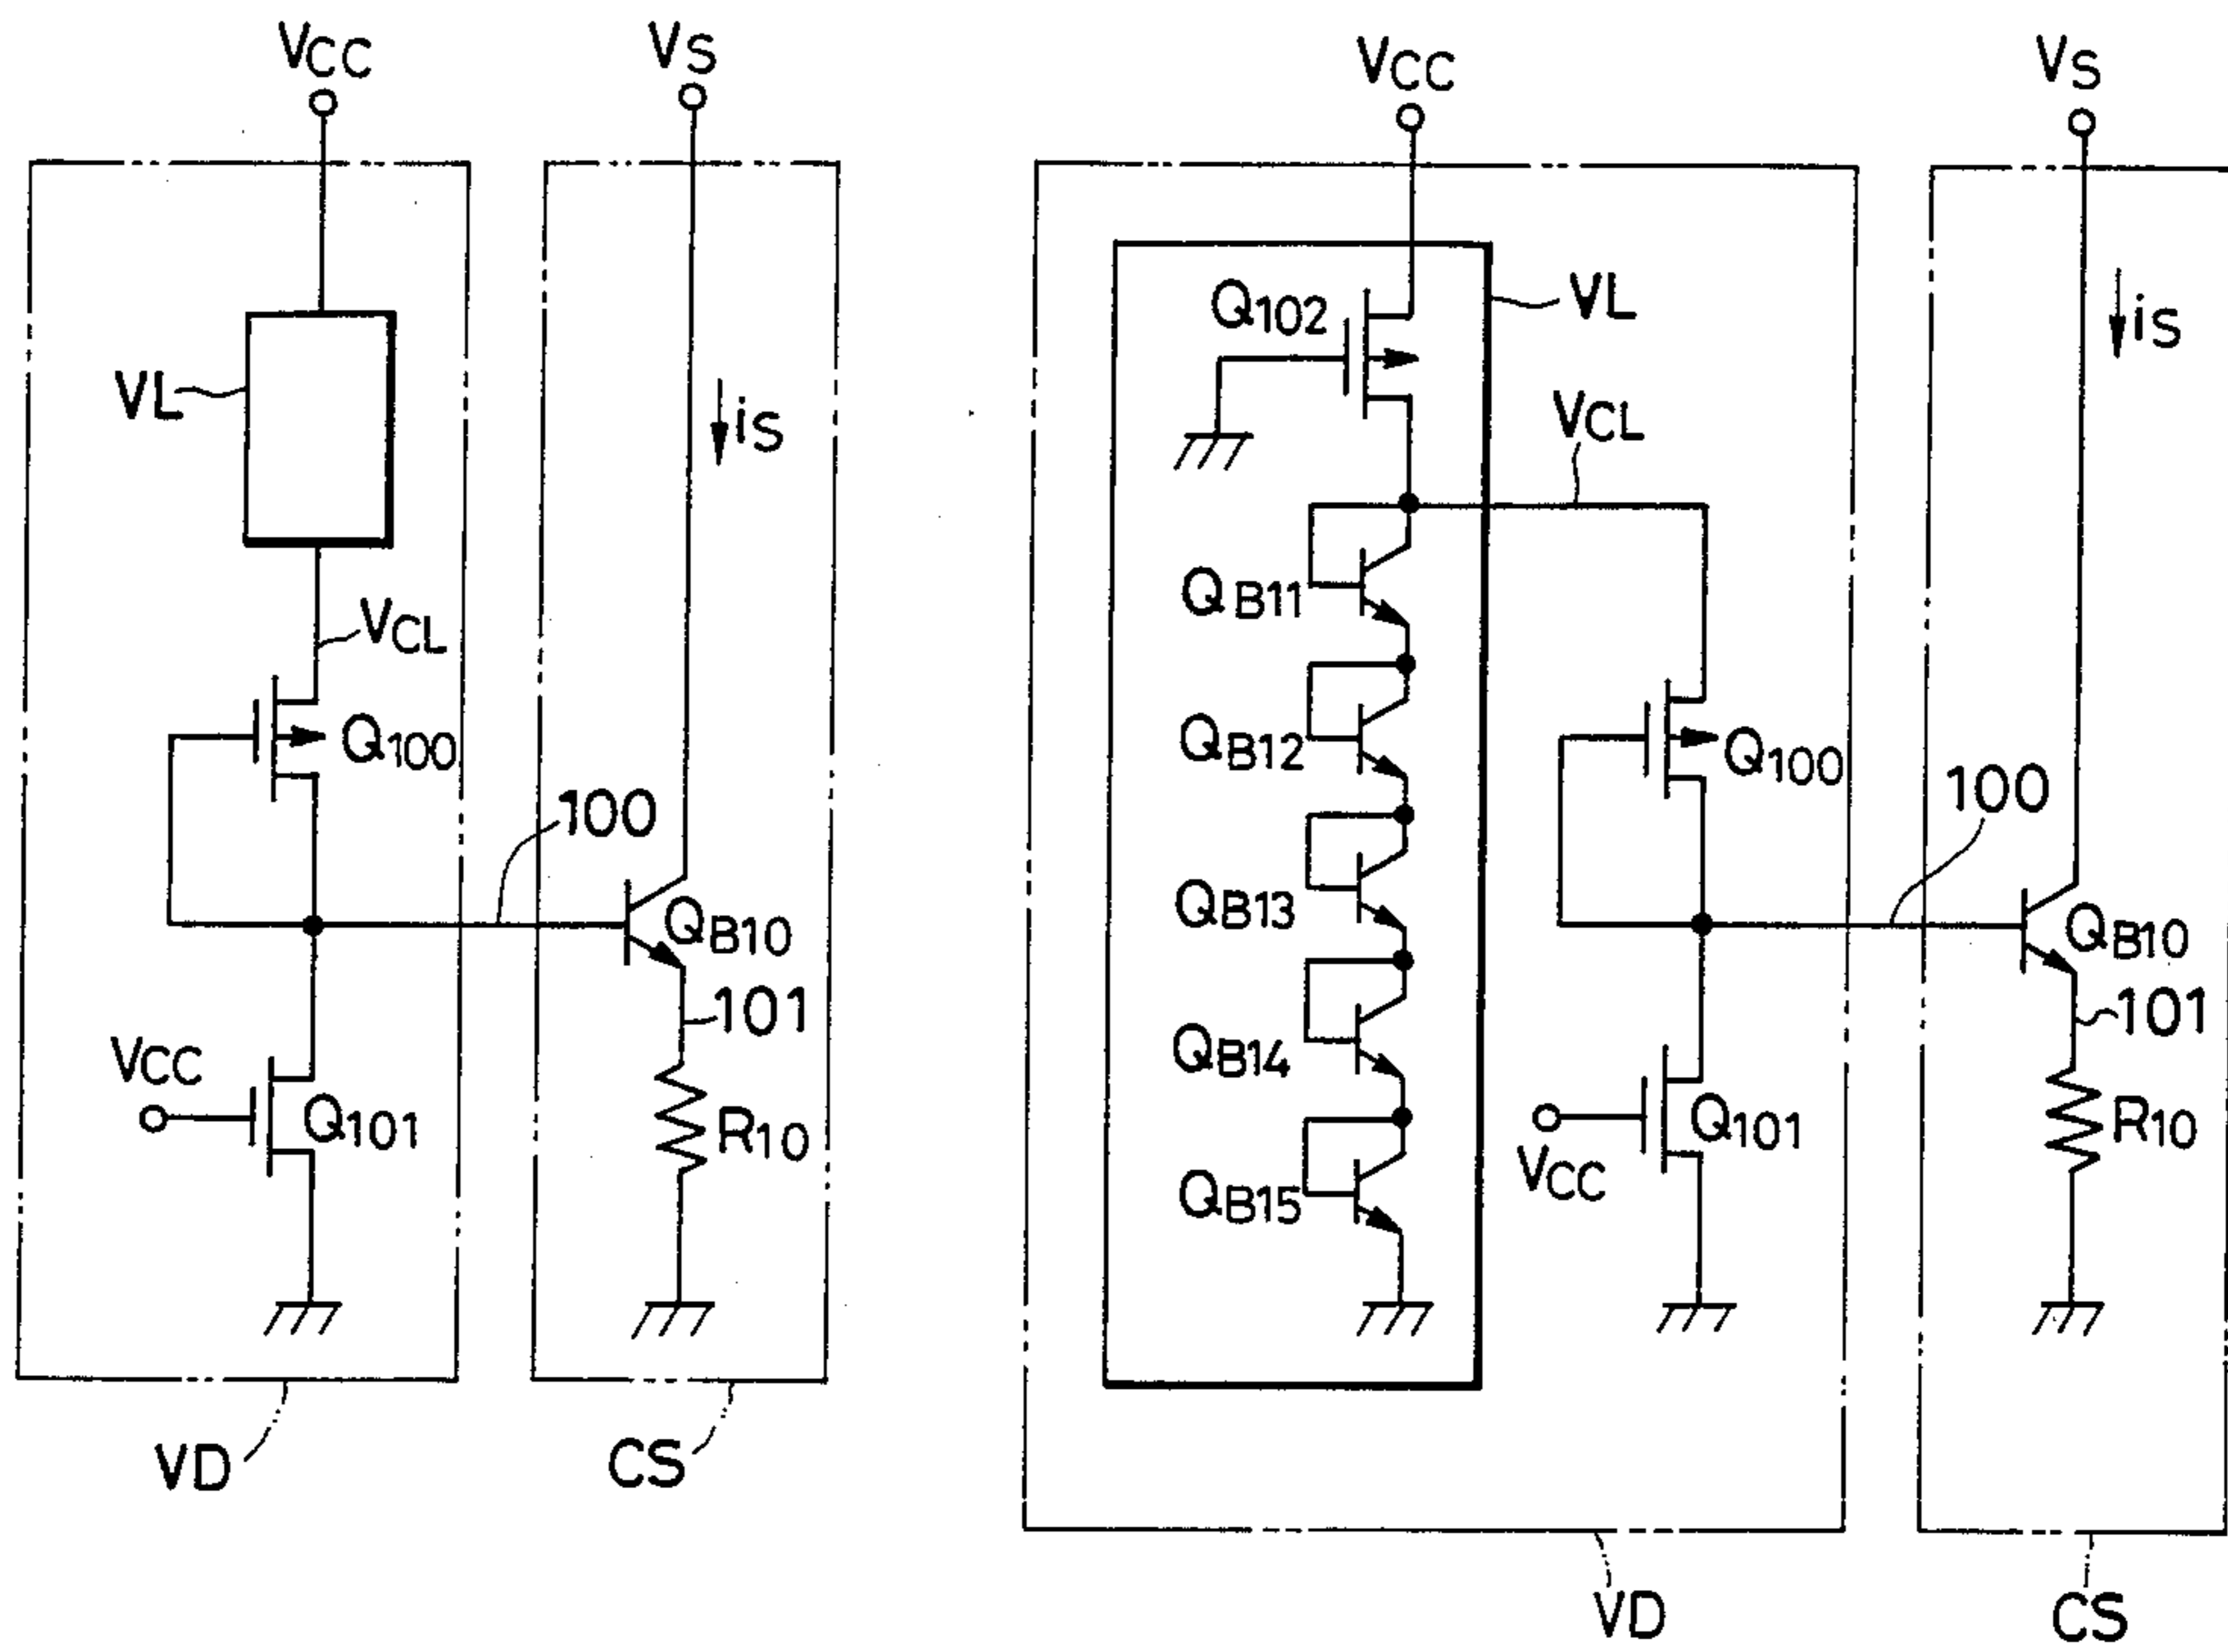 VCC
VS
VL
iS
VCL
Q100
100
QB10
101
VCC
Q101
R10
VD
CS
VCC
VS
Q102
VL
iS
VCL
QB11
QB12
Q100
100
QB13
QB10
101
QB14
Q101
R10
VCC
QB15
VD
CS